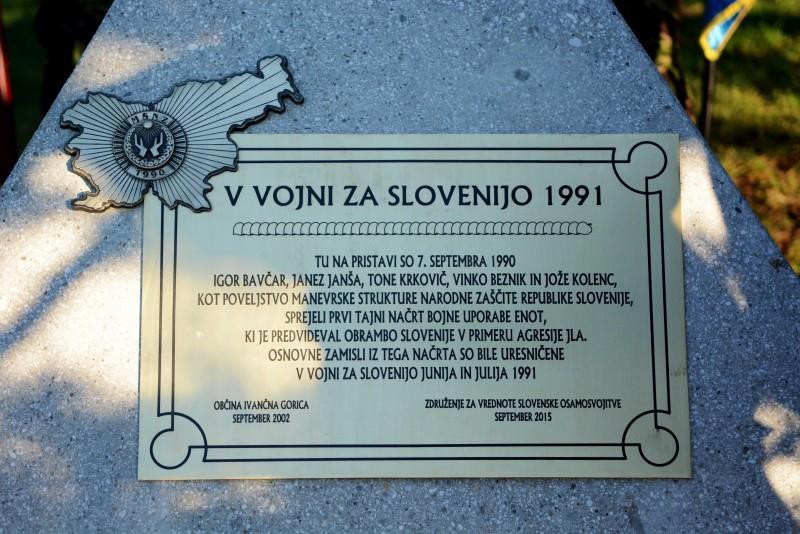 M.S.N.Z.
1990
V VOJNI ZA SLOVENIJO 1991
TU NA PRISTAVI SO 7. SEPTEMBRA 1990
IGOR BAVČAR, JANEZ JANŠA, TONE KRKOVIČ, VINKO BEZNIK IN JOŽE KOLENC,
KOT POVELJSTVO MANEVRSKE STRUKTURE NARODNE ZAŠČITE REPUBLIKE SLOVENIJE,
SPREJELI PRVI TAJNI NAČRT BOJNE UPORABE ENOT,
KI JE PREDVIDEVAL OBRAMBO SLOVENIJE V PRIMERU AGRESIJE JLA.
OSNOVNE ZAMISLI IZ TEGA NAČRTA SO BILE URESNIČENE
V VOJNI ZA SLOVENIJO JUNIJA IN JULIJA 1991
OBČINA IVANČNA GORICA
SEPTEMBER 2002
ZDRUŽENJE ZA VREDNOTE SLOVENSKE OSAMOSVOJITVE
SEPTEMBER 2015